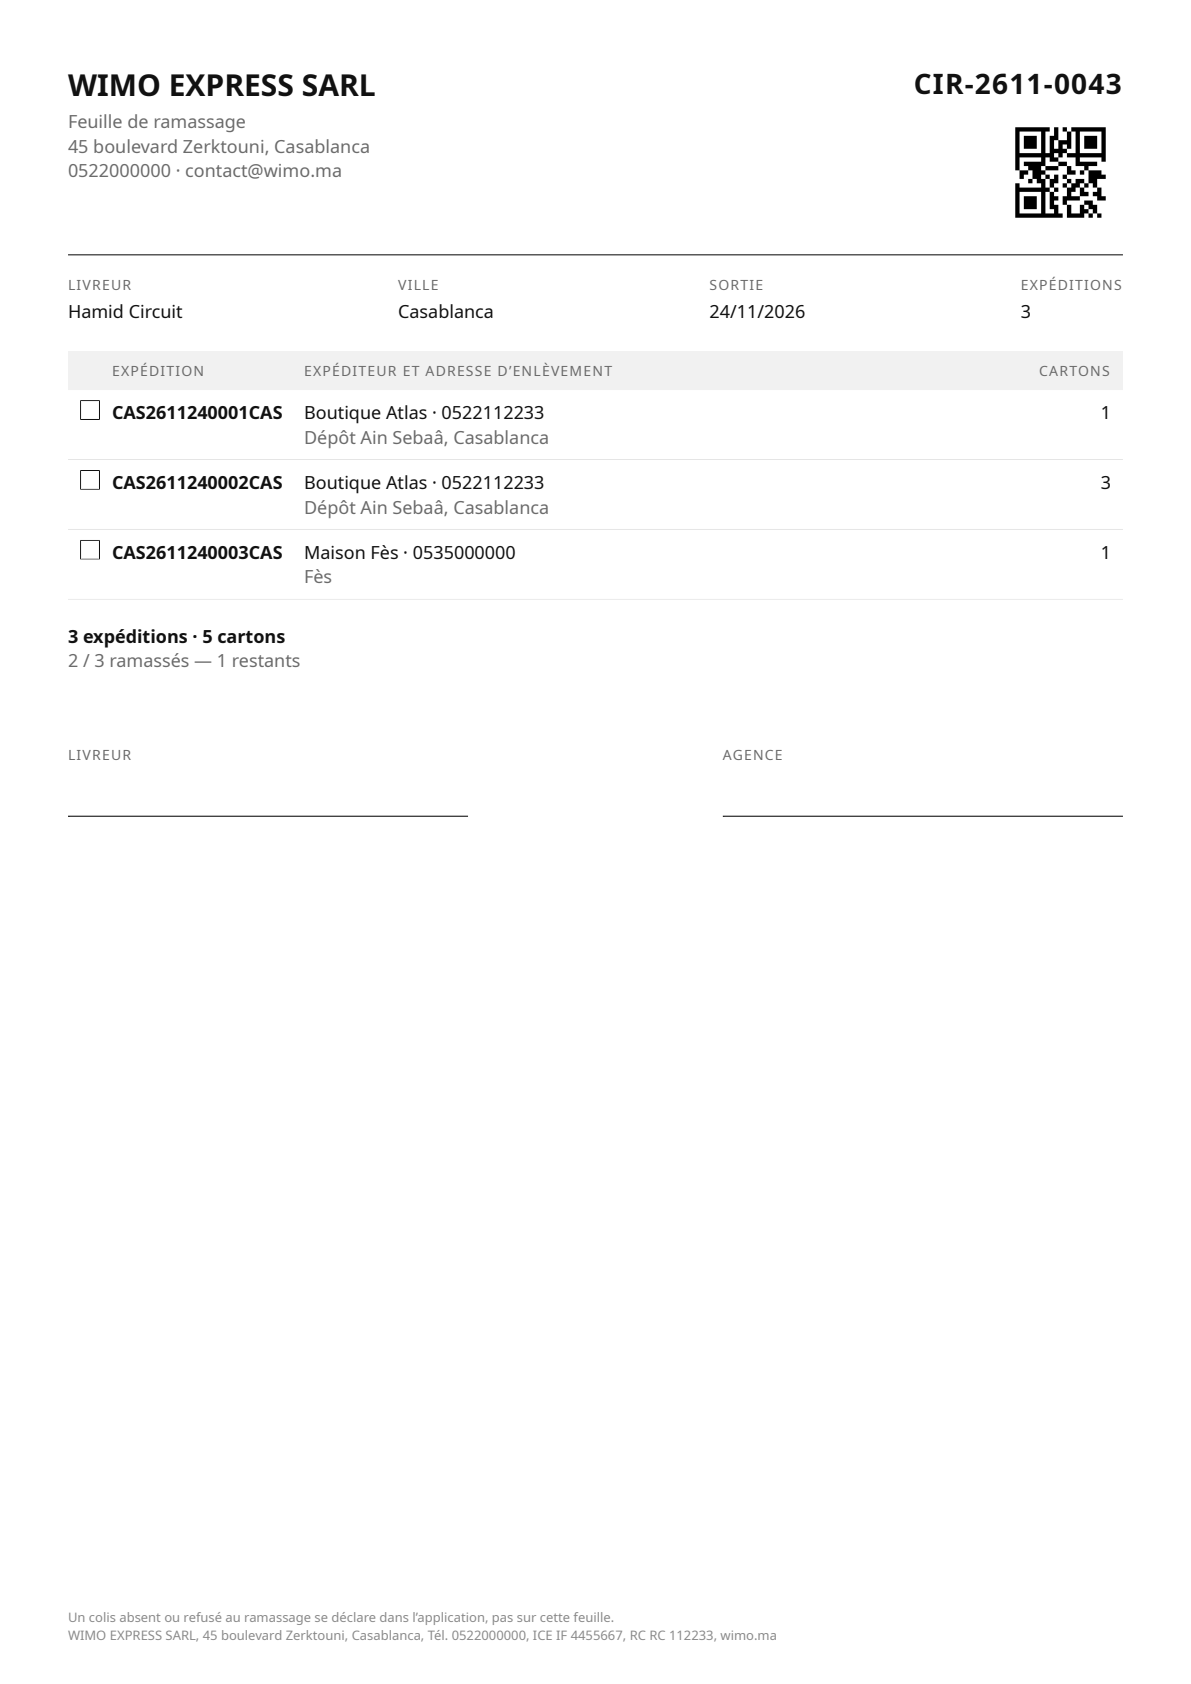 WIMO EXPRESS SARL
CIR-2611-0043
Feuille de ramassage
45 boulevard Zerktouni, Casablanca
0522000000 · contact@wimo.ma
LIVREUR VILLE SORTIE EXPÉDITIONS
Hamid Circuit Casablanca 24/11/2026 3
EXPÉDITION EXPÉDITEUR ET ADRESSE D’ENLÈVEMENT CARTONS
CAS2611240001CAS Boutique Atlas · 0522112233 1
Dépôt Ain Sebaâ, Casablanca
CAS2611240002CAS Boutique Atlas · 0522112233 3
Dépôt Ain Sebaâ, Casablanca
CAS2611240003CAS Maison Fès · 0535000000 1
Fès
3 expéditions · 5 cartons
2 / 3 ramassés — 1 restants
LIVREUR AGENCE
Un colis absent ou refusé au ramassage se déclare dans l’application, pas sur cette feuille.
WIMO EXPRESS SARL, 45 boulevard Zerktouni, Casablanca, Tél. 0522000000, ICE IF 4455667, RC RC 112233, wimo.ma